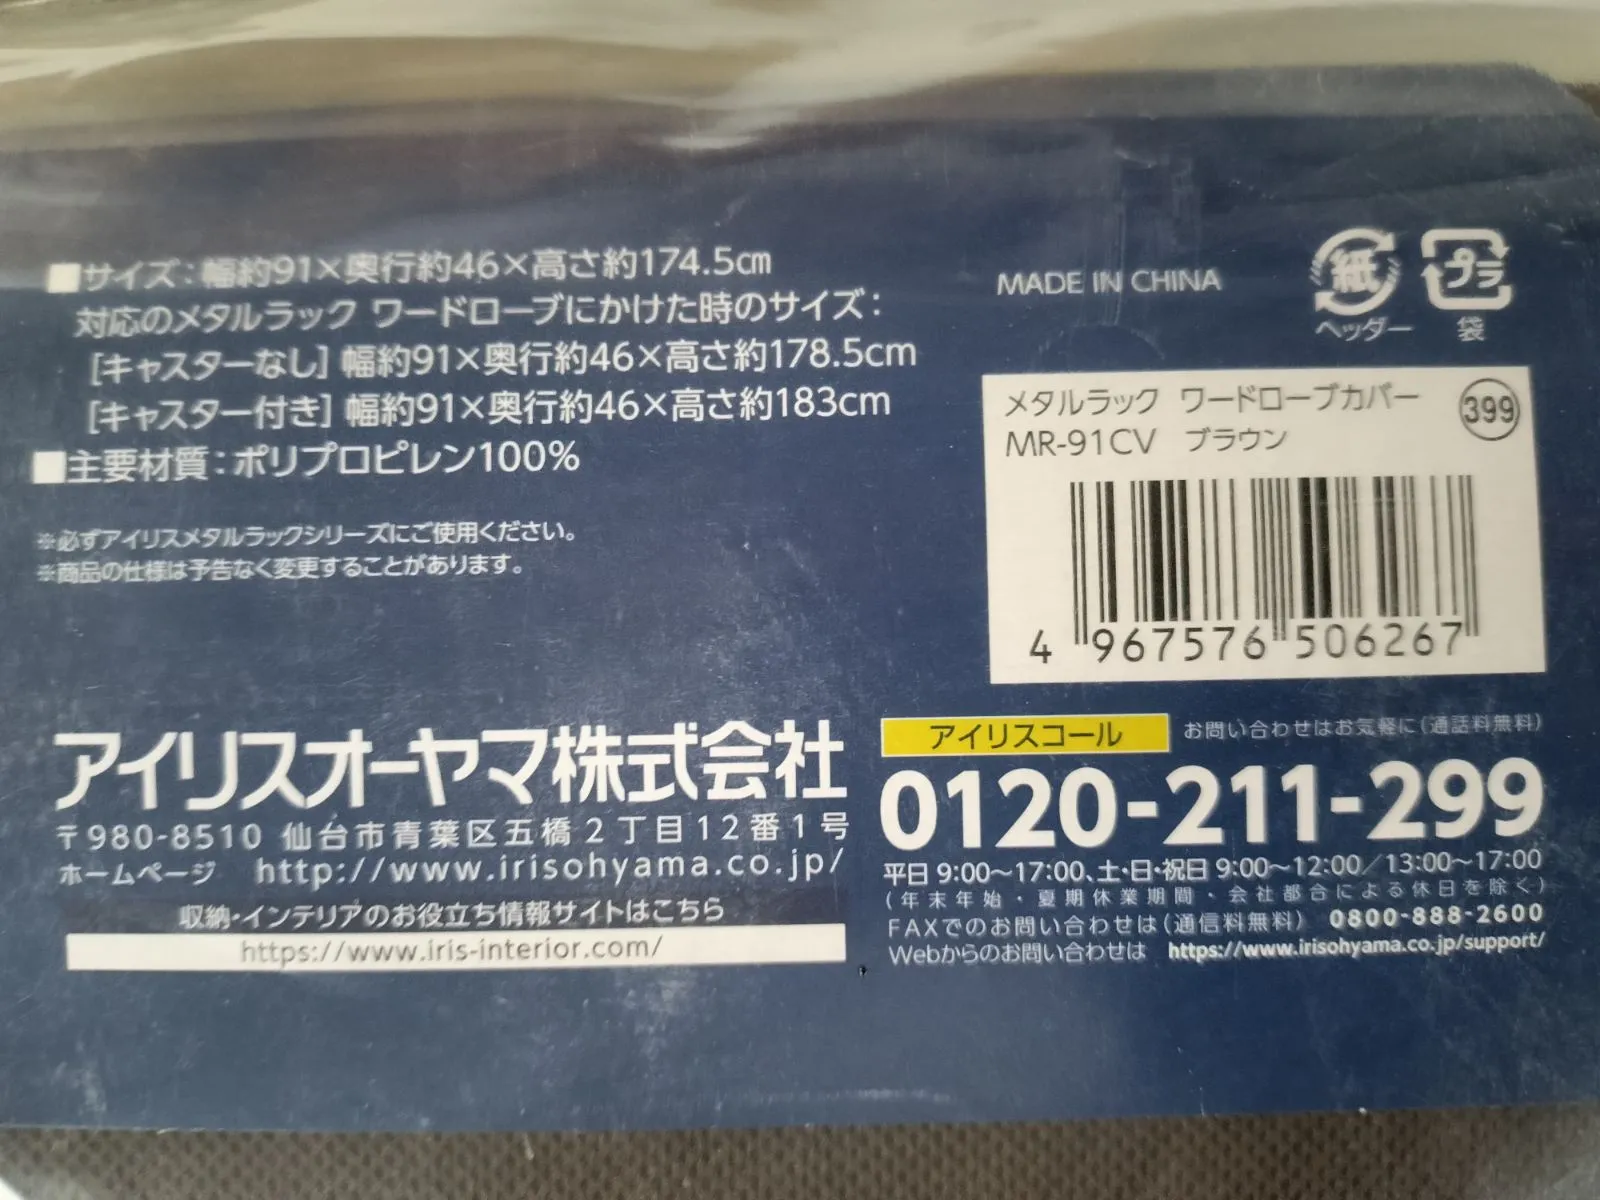 ■サイズ：幅約91×奥行約46×高さ約174.5㎝
対応のメタルラック ワードローブにかけた時のサイズ：
[キャスターなし] 幅約91×奥行約46×高さ約178.5cm
[キャスター付き] 幅約91×奥行約46×高さ約183cm
■主要材質：ポリプロピレン100%
※必ずアイリスメタルラックシリーズにご使用ください。
※商品の仕様は予告なく変更することがあります。
MADE IN CHINA
紙
ヘッダー
プラ
袋
メタルラック ワードローブカバー
399
MR-91CV ブラウン
4 967576 506267
アイリスオーヤマ株式会社
〒980-8510 仙台市青葉区五橋2丁目12番1号
ホームページ http://www.irisohyama.co.jp/
収納・インテリアのお役立ち情報サイトはこちら
https://www.iris-interior.com/
アイリスコール お問い合わせはお気軽に（通話料無料）
0120-211-299
平日 9:00〜17:00、土・日・祝日 9:00〜12:00／13:00〜17:00
（年末年始・夏期休業期間・会社都合による休日を除く）
FAXでのお問い合わせは（通信料無料） 0800-888-2600
Webからのお問い合わせは https://www.irisohyama.co.jp/support/